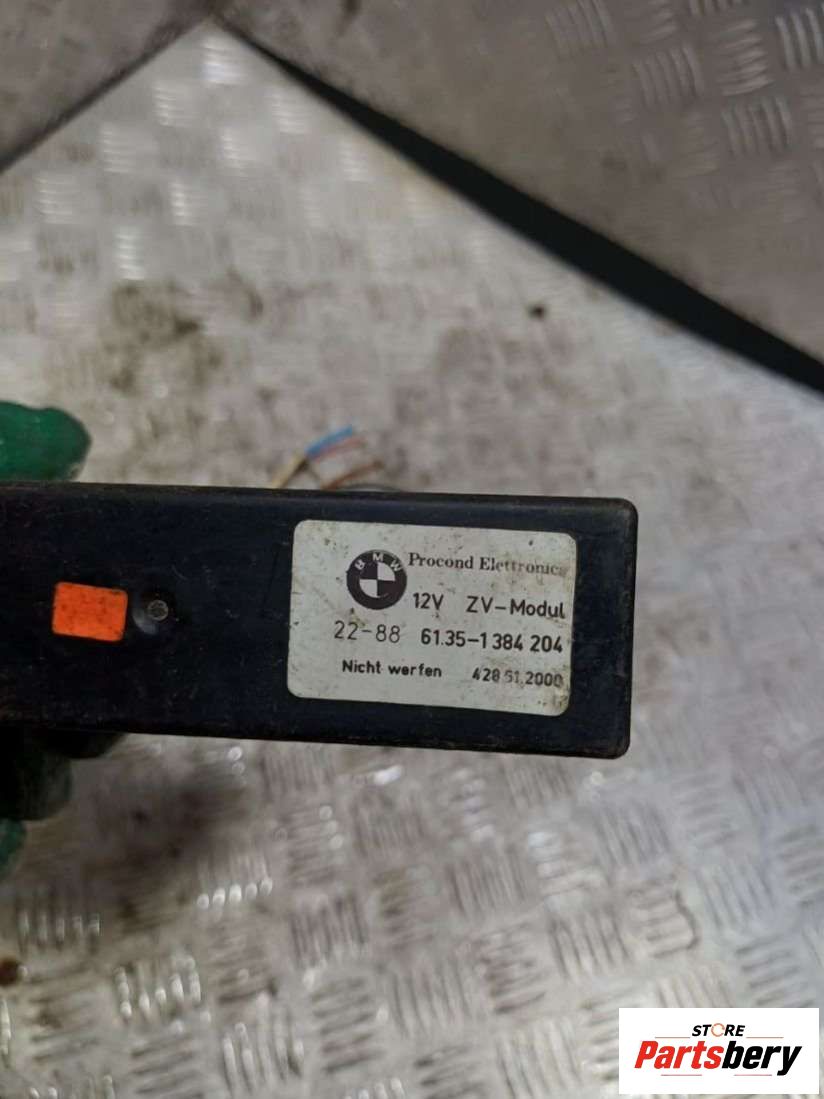 BMW
Procond Elettronica
12V ZV-Modul
22-88 61.35-1 384 204
Nicht werfen 428 51.2000
STORE
Partsbery